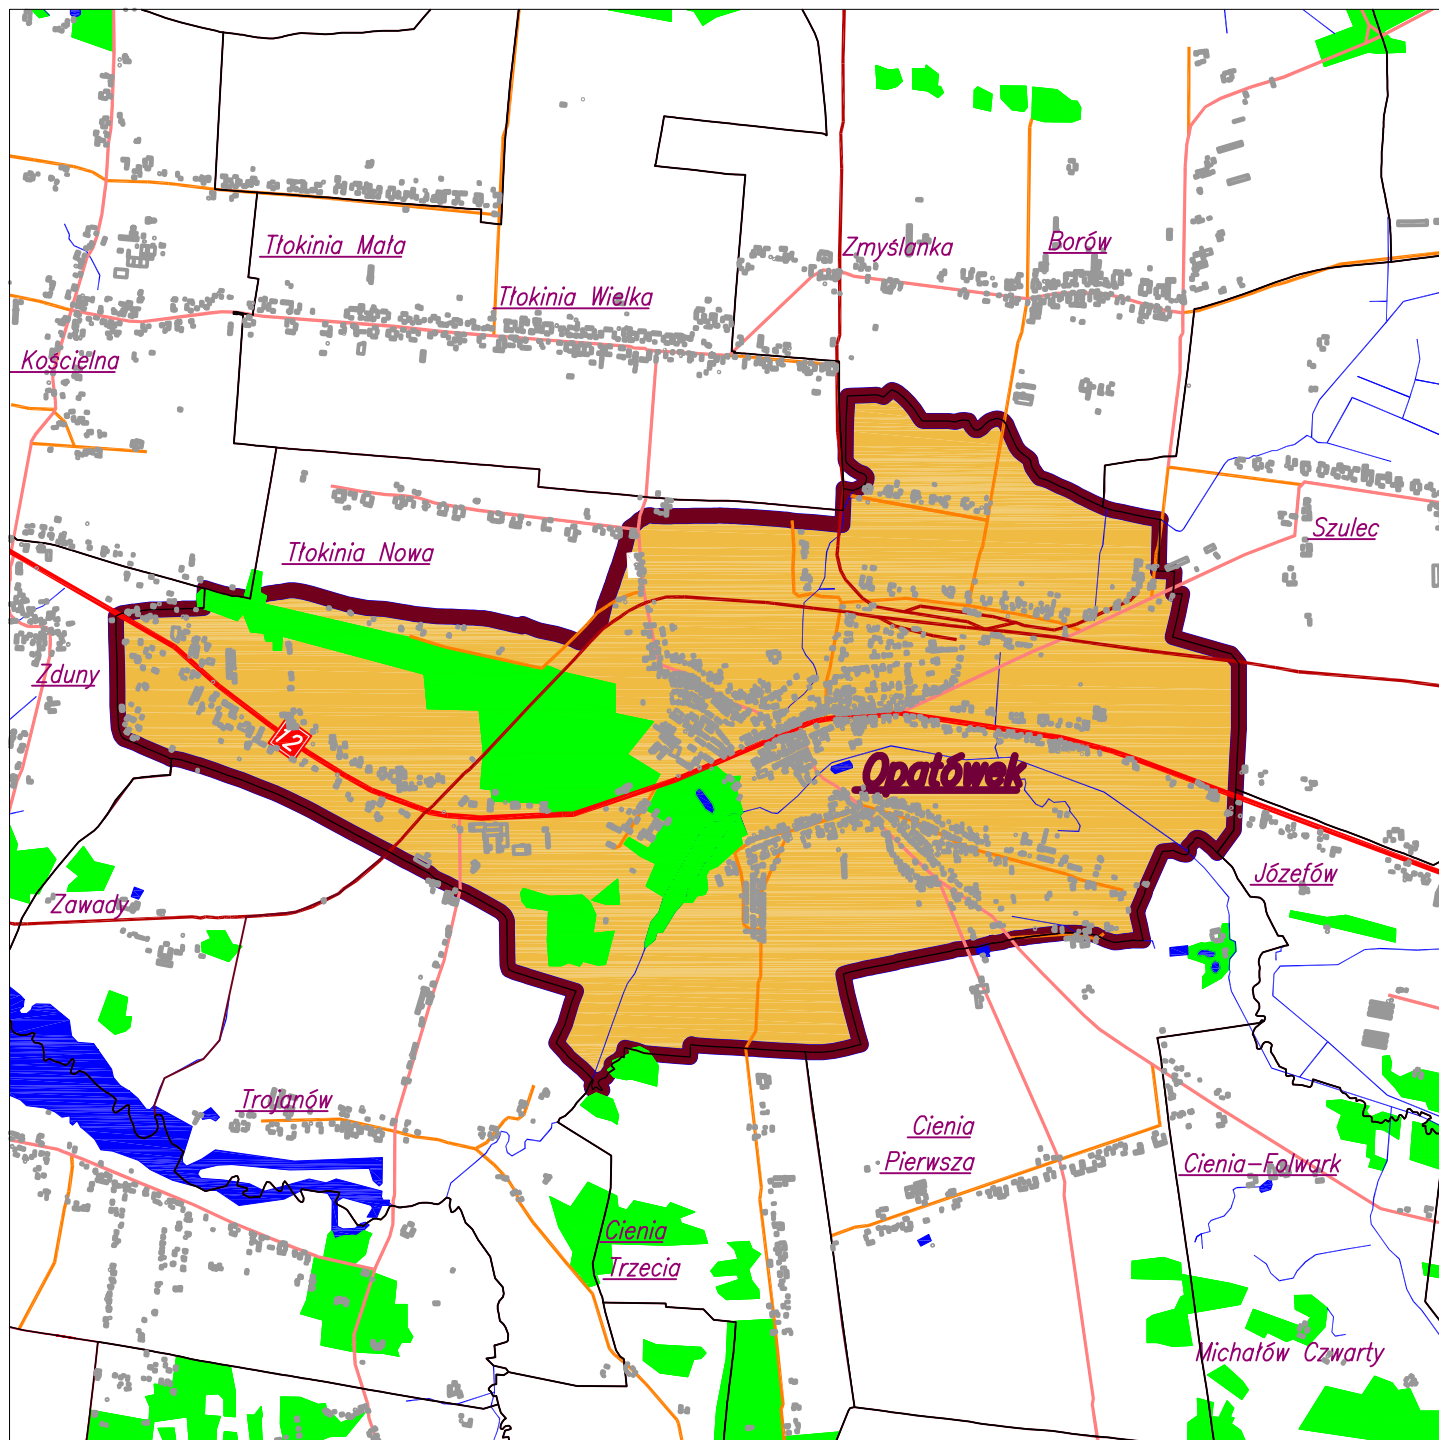 Tłokinia Mała
Zmyślanka
Borów
Tłokinia Wielka
Kościelna
Szulec
Tłokinia Nowa
Zduny
12
Opatówek
Józefów
Zawady
Trojanów
Cienia
Pierwsza
Cienia-Folwark
Cienia
Trzecia
Michałów Czwarty